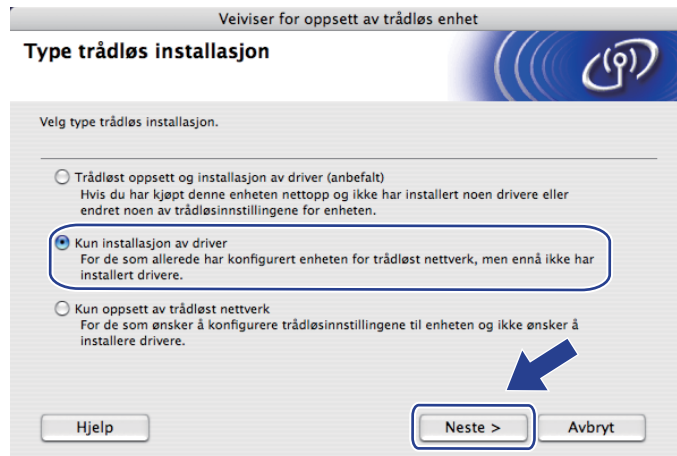 Veiviser for oppsett av trådløs enhet
Type trådløs installasjon
Velg type trådløs installasjon.
Trådløst oppsett og installasjon av driver (anbefalt)
Hvis du har kjøpt denne enheten nettopp og ikke har installert noen drivere eller
endret noen av trådløsinnstillingene for enheten.
Kun installasjon av driver
For de som allerede har konfigurert enheten for trådløst nettverk, men ennå ikke har
installert drivere.
Kun oppsett av trådløst nettverk
For de som ønsker å konfigurere trådløsinnstillingene til enheten og ikke ønsker å
installere drivere.
Hjelp
Neste >
Avbryt